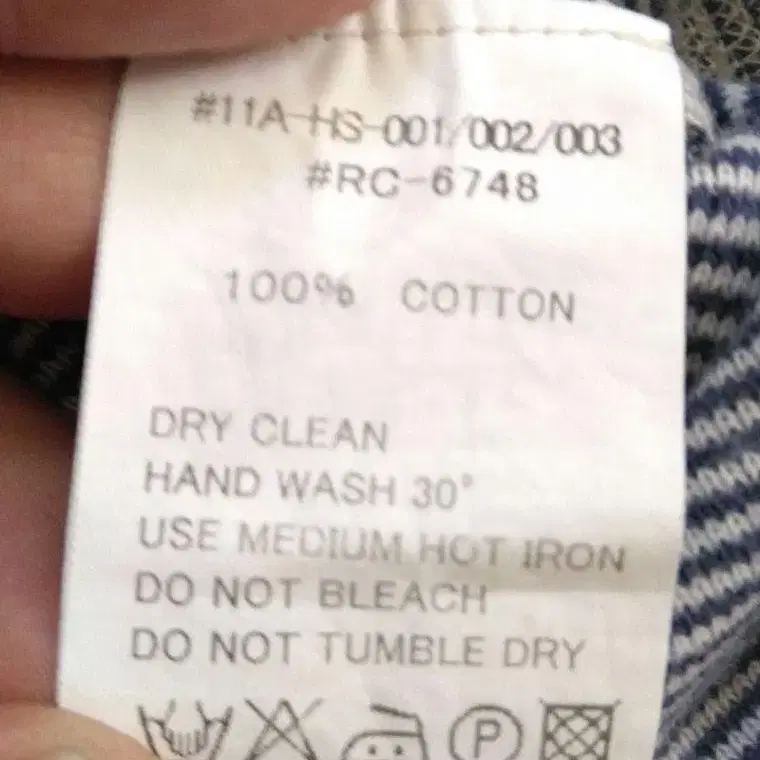 #11A-HS-001/002/003
#RC-6748
100% COTTON
DRY CLEAN
HAND WASH 30°
USE MEDIUM HOT IRON
DO NOT BLEACH
DO NOT TUMBLE DRY
P